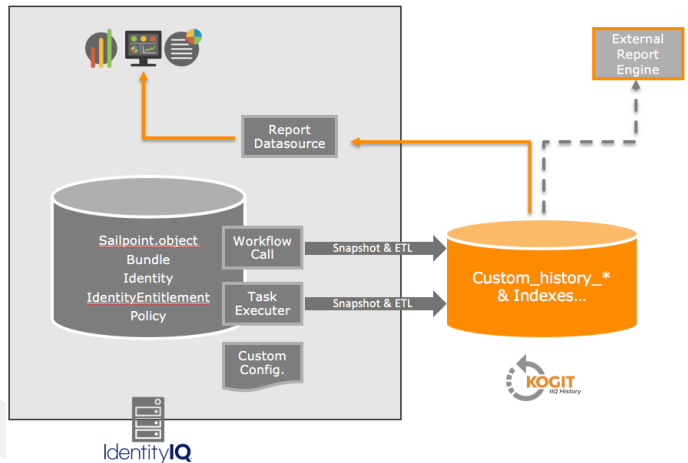 External
Report
Engine
Report
Datasource
Sailpoint.object
Bundle
Identity
IdentityEntitlement
Policy
Workflow
Call
Snapshot & ETL
Task
Executer
Snapshot & ETL
Custom
Config.
Custom_history_*
& Indexes...
KOGIT
IIQ History
IdentityIQ